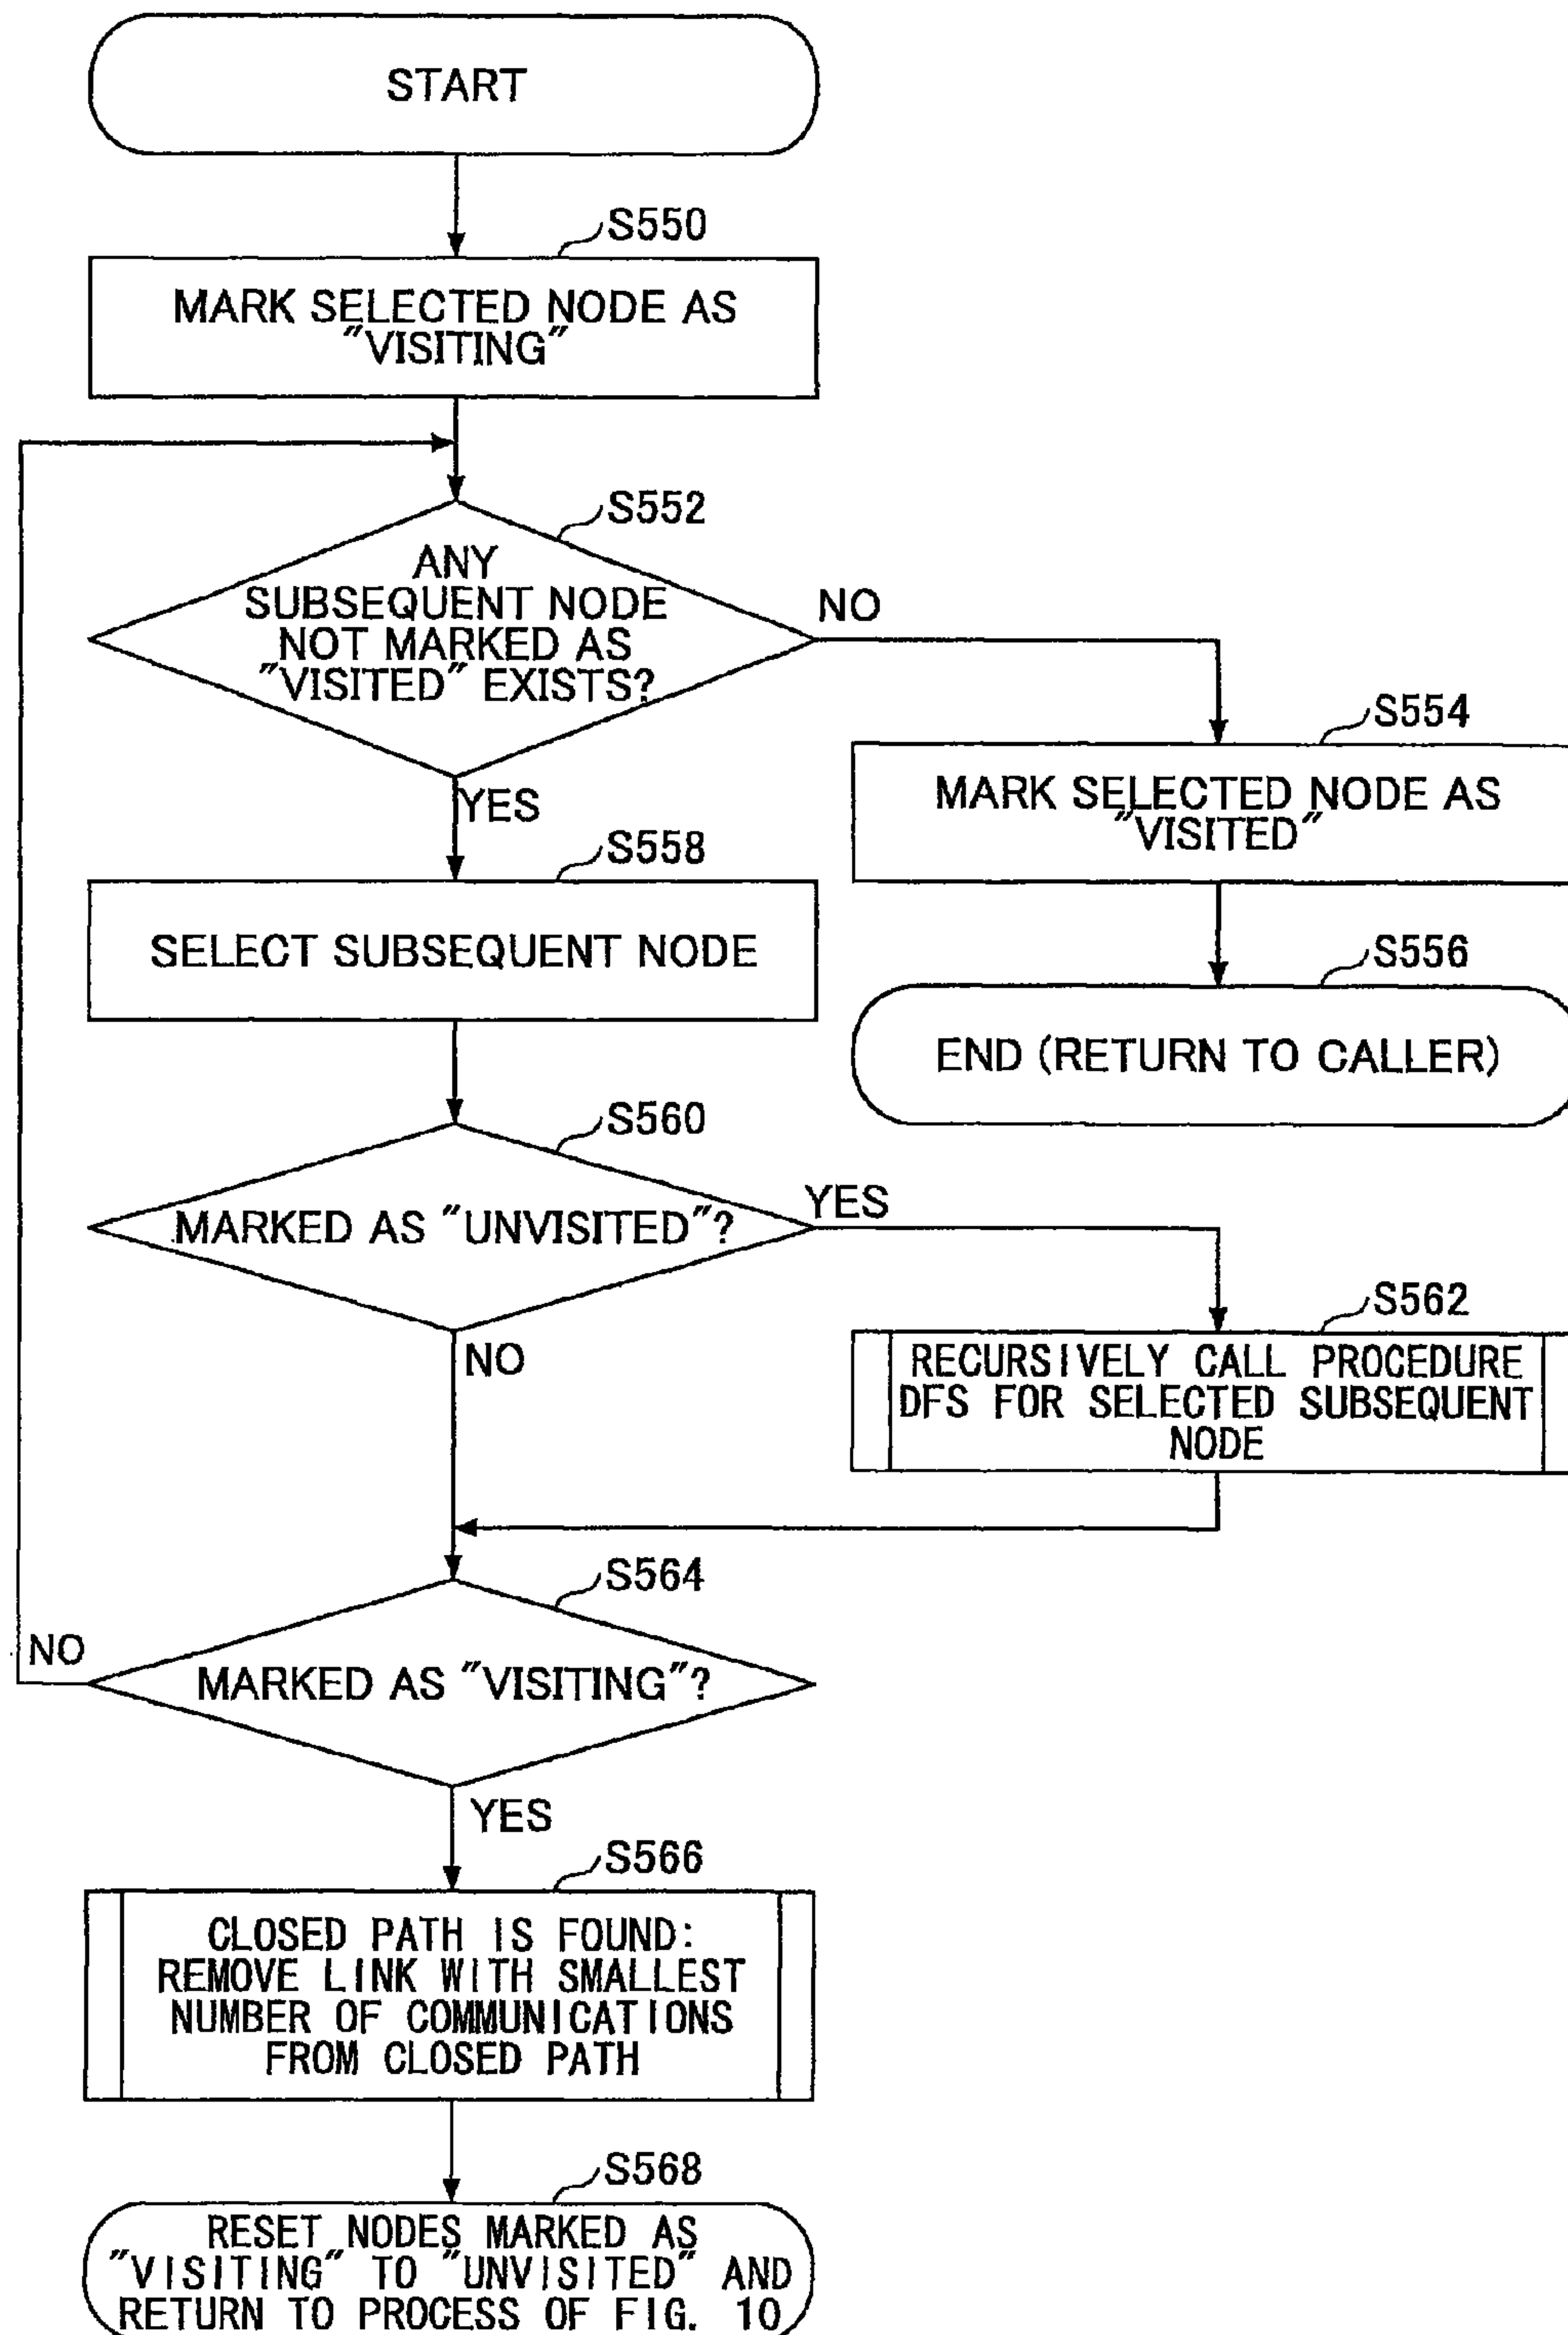 START
S550
MARK SELECTED NODE AS
"VISITING"
S552
ANY
SUBSEQUENT NODE
NOT MARKED AS
"VISITED" EXISTS?
NO
YES
S554
MARK SELECTED NODE AS
"VISITED"
S556
END (RETURN TO CALLER)
S558
SELECT SUBSEQUENT NODE
S560
MARKED AS "UNVISITED"?
YES
NO
S562
RECURSIVELY CALL PROCEDURE
DFS FOR SELECTED SUBSEQUENT
NODE
S564
MARKED AS "VISITING"?
NO
YES
S566
CLOSED PATH IS FOUND:
REMOVE LINK WITH SMALLEST
NUMBER OF COMMUNICATIONS
FROM CLOSED PATH
S568
RESET NODES MARKED AS
"VISITING" TO "UNVISITED" AND
RETURN TO PROCESS OF FIG. 10